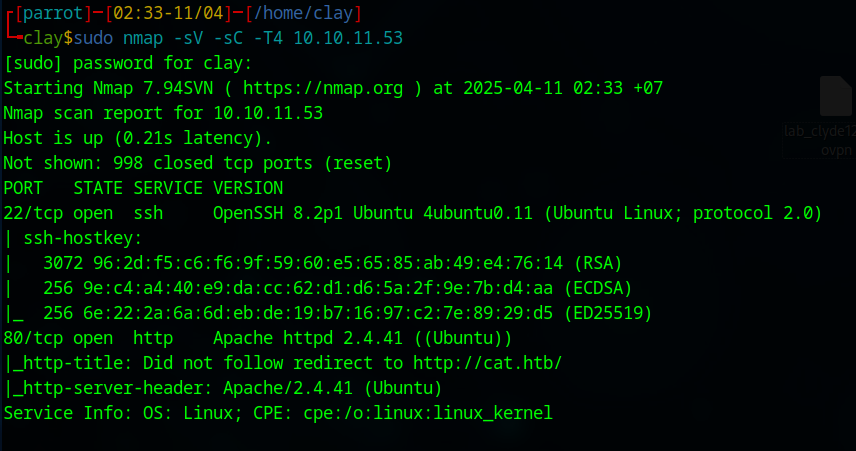 ┌[parrot]─[02:33-11/04]─[/home/clay]
└╼clay$sudo nmap -sV -sC -T4 10.10.11.53
[sudo] password for clay:
Starting Nmap 7.94SVN ( https://nmap.org ) at 2025-04-11 02:33 +07
Nmap scan report for 10.10.11.53
Host is up (0.21s latency).
Not shown: 998 closed tcp ports (reset)
PORT   STATE SERVICE VERSION
22/tcp open  ssh     OpenSSH 8.2p1 Ubuntu 4ubuntu0.11 (Ubuntu Linux; protocol 2.0)
| ssh-hostkey:
|   3072 96:2d:f5:c6:f6:9f:59:60:e5:65:85:ab:49:e4:76:14 (RSA)
|   256 9e:c4:a4:40:e9:da:cc:62:d1:d6:5a:2f:9e:7b:d4:aa (ECDSA)
|_  256 6e:22:2a:6a:6d:eb:de:19:b7:16:97:c2:7e:89:29:d5 (ED25519)
80/tcp open  http    Apache httpd 2.4.41 ((Ubuntu))
|_http-title: Did not follow redirect to http://cat.htb/
|_http-server-header: Apache/2.4.41 (Ubuntu)
Service Info: OS: Linux; CPE: cpe:/o:linux:linux_kernel
lab_clyde12
ovpn